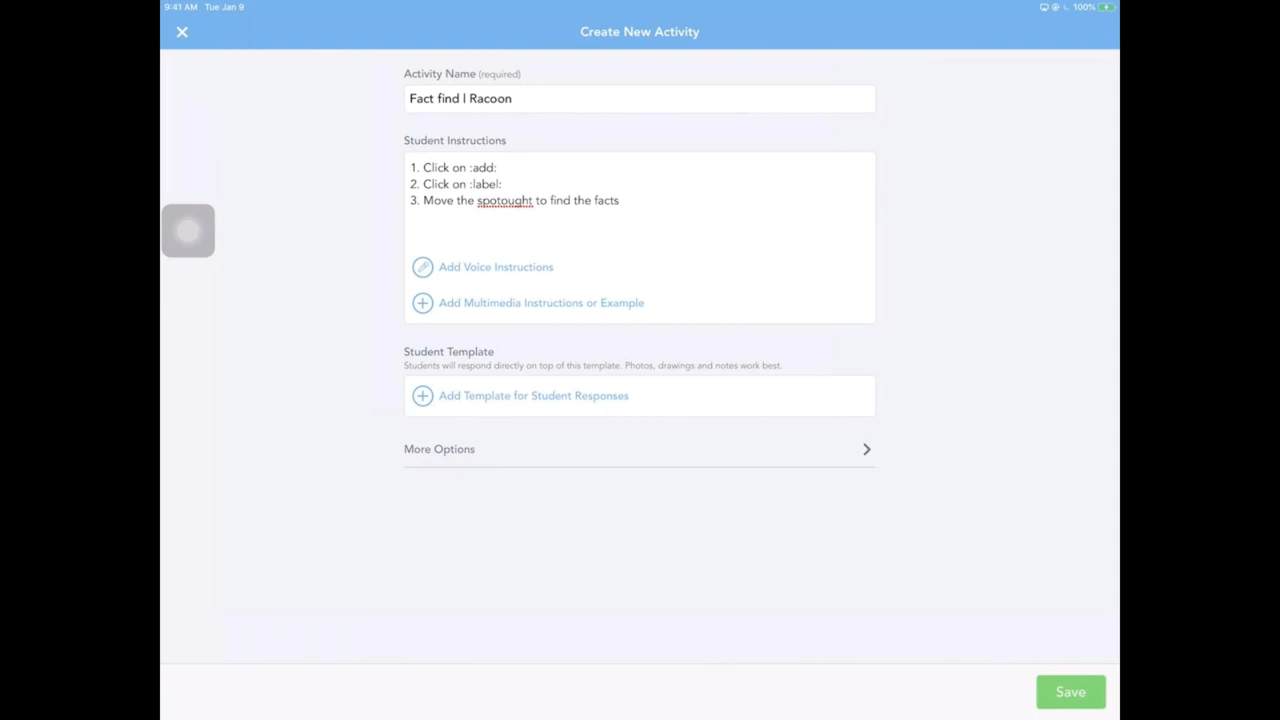 9:41 AM Tue Jan 9
100%
Create New Activity
Activity Name (required)
Fact find | Racoon
Student Instructions
1. Click on :add:
2. Click on :label:
3. Move the spotought to find the facts
Add Voice Instructions
Add Multimedia Instructions or Example
Student Template
Students will respond directly on top of this template. Photos, drawings and notes work best.
Add Template for Student Responses
More Options
Save